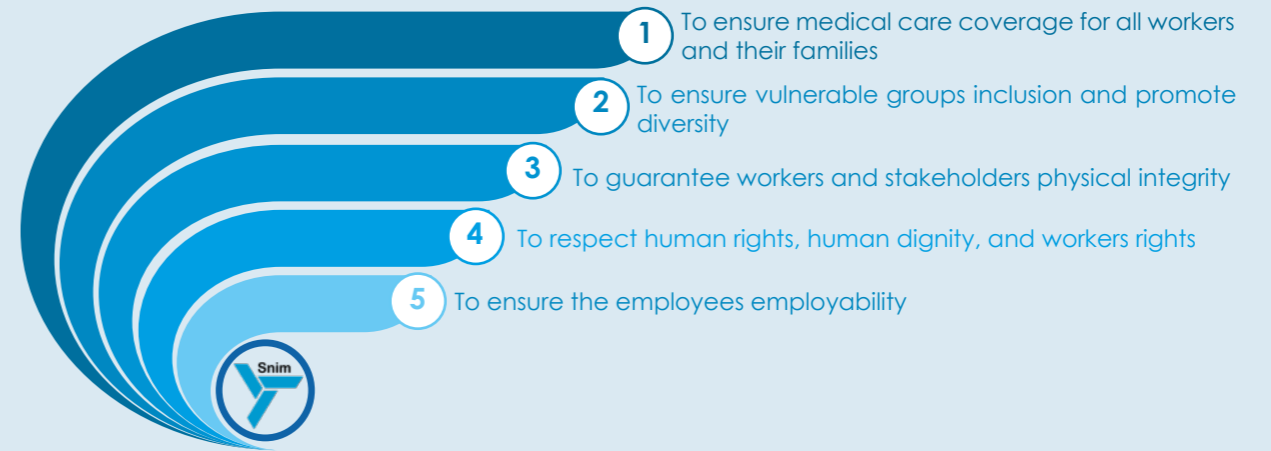 1
To ensure medical care coverage for all workers
and their families
2
To ensure vulnerable groups inclusion and promote
diversity
3
To guarantee workers and stakeholders physical integrity
4
To respect human rights, human dignity, and workers rights
5
To ensure the employees employability
Snim